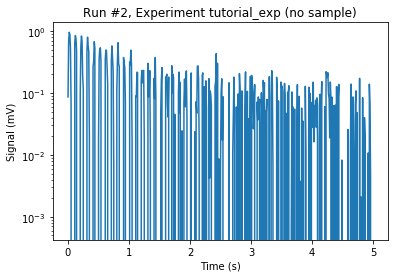 Run #2, Experiment tutorial_exp (no sample)
10⁰
10⁻¹
10⁻²
10⁻³
Signal (mV)
0 1 2 3 4 5
Time (s)